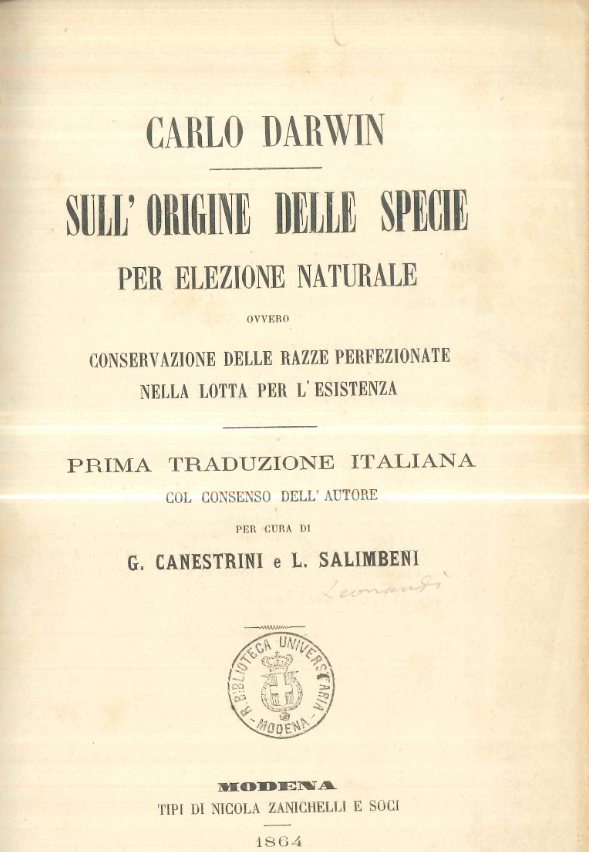 CARLO DARWIN
SULL' ORIGINE DELLE SPECIE
PER ELEZIONE NATURALE
OVVERO
CONSERVAZIONE DELLE RAZZE PERFEZIONATE
NELLA LOTTA PER L'ESISTENZA
PRIMA TRADUZIONE ITALIANA
COL CONSENSO DELL' AUTORE
PER CURA DI
G. CANESTRINI e L. SALIMBENI
R. BIBLIOTECA UNIVERSITARIA
- MODENA -
MODENA
TIPI DI NICOLA ZANICHELLI E SOCI
1864